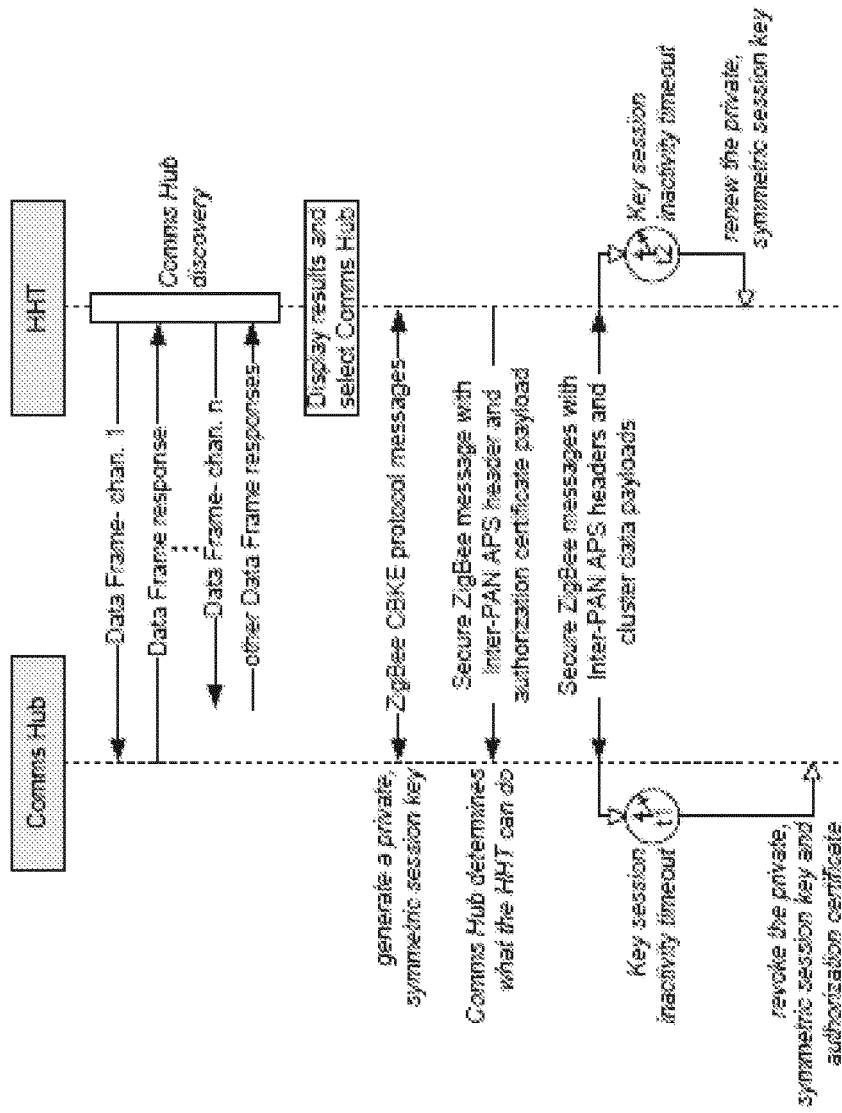 Comms Hub
HHT
Data Frame- chan. 1
Comms Hub
discovery
Data Frame response
Data Frame- chan. n
other Data Frame responses
Display results and
select Comms Hub
generate a private,
symmetric session key
ZigBee CBKE protocol messages
Comms Hub determines
what the HHT can do
Secure ZigBee message with
Inter-PAN APS header and
authorization certificate payload
Secure ZigBee messages with
Inter-PAN APS headers and
cluster data payloads
Key session
inactivity timeout
t1
t2
Key session
inactivity timeout
revoke the private,
symmetric session key and
authorization certificate
renew the private,
symmetric session key